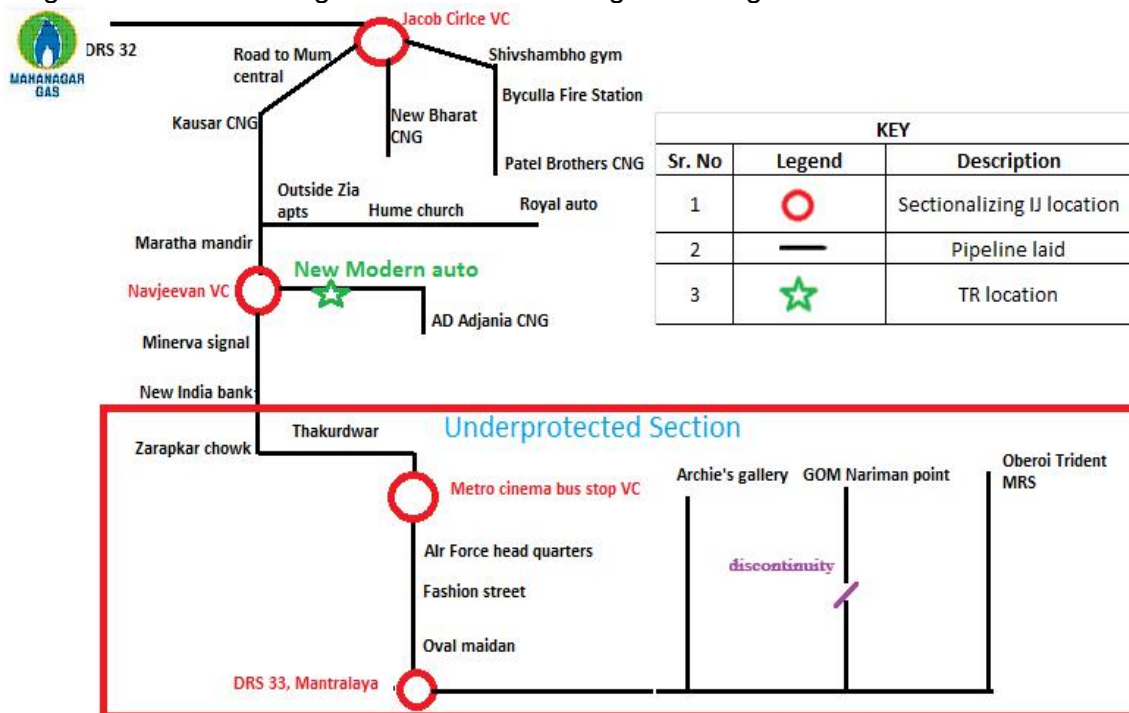 Jacob Cirlce VC
DRS 32
MAHANAGAR
GAS
Road to Mum
central
Shivshambho gym
Byculla Fire Station
Kausar CNG
New Bharat
CNG
Patel Brothers CNG
KEY
Sr. No Legend Description
1 Sectionalizing IJ location
2 Pipeline laid
3 TR location
Outside Zia
apts
Hume church
Royal auto
Maratha mandir
New Modern auto
Navjeevan VC
AD Adjania CNG
Minerva signal
New India bank
Underprotected Section
Thakurdwar
Zarapkar chowk
Metro cinema bus stop VC
Archie's gallery
GOM Nariman point
Oberoi Trident
MRS
AIr Force head quarters
discontinuity
Fashion street
Oval maidan
DRS 33, Mantralaya